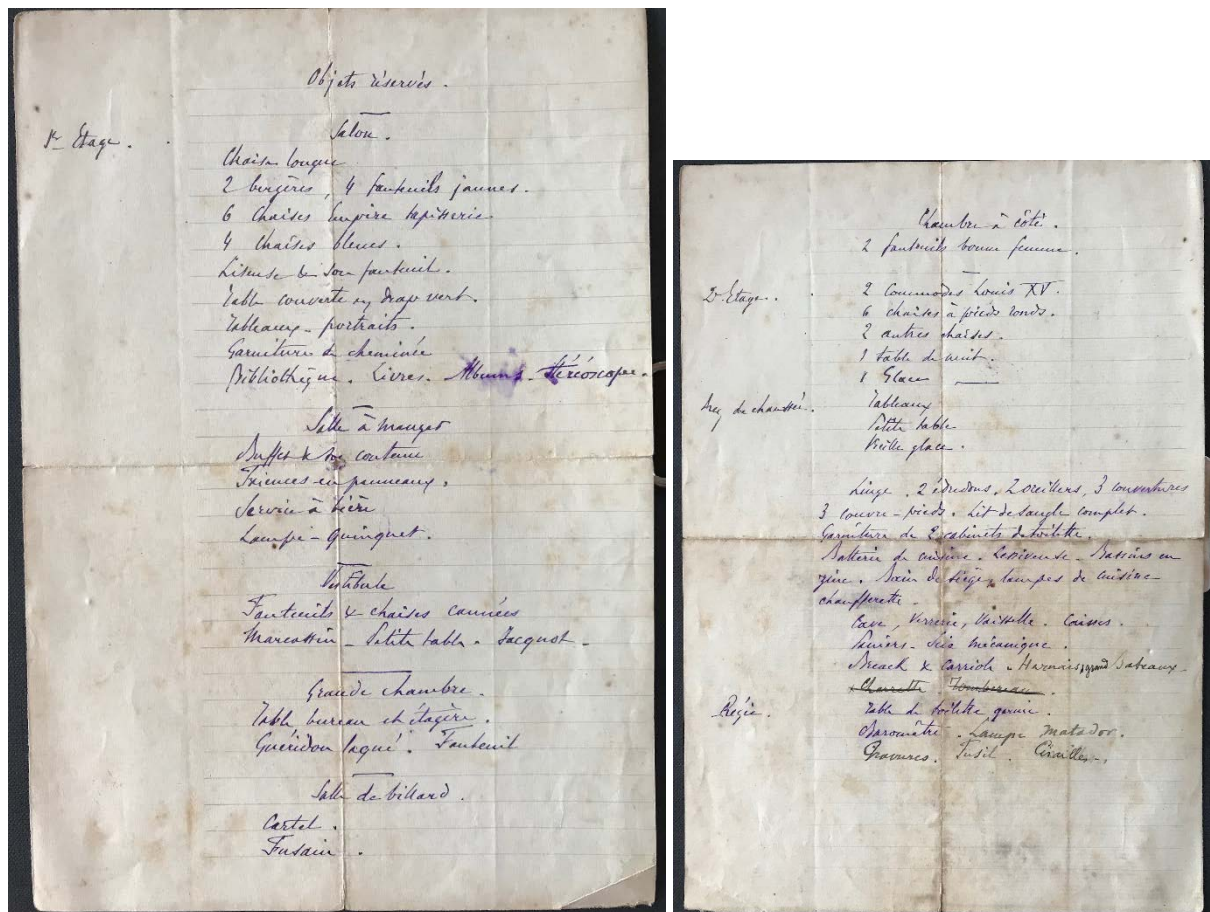 Objets réservés.
Salon.
1er Etage.
Chaise longue
2 bergères, 4 fauteuils jaunes.
6 Chaises Empire tapisserie
4 Chaises bleues.
Liseuse & son fauteuil.
Table couverte en drap vert.
Tableaux - portraits.
Garniture de cheminée
Bibliothèque. Livres. Albums. Stéréoscope.
Salle à manger
Buffet & son contenu
Faïences en panneaux.
Service à bière
Lampe - quinquet.
Vestibule
Fauteuils & chaises cannées
Marcassin - Petite table - Jacquot -
Grande chambre.
Table bureau et étagère.
Guéridon laqué. Fauteuil
Salle de billard.
Cartel.
Fusain.
Chambre à côté.
2 fauteuils bonne femme.
2e Etage. 2 Commodes Louis XV.
6 chaises à pieds ronds.
2 autres chaises.
1 table de nuit.
1 Glace
Rez de chaussée. Tableaux
Petite table
Vieille glace.
Linge. 2 édredons, 2 oreillers, 3 couvertures
3 couvre-pieds. Lit de sangle complet.
Garniture de 2 cabinets de toilette.
Batterie de cuisine. Lessiveuse - Bassins en
zinc. Bain de siège, lampes de cuisine -
chaufferette.
Cave, Verrerie, Vaisselle. Caisses.
Paniers - Scie mécanique.
Break & carriole. Harnais, grand
Charrette Tombereau.
Régie. Table de toilette garnie.
Baromètre. Lampe Matador.
Gravures. Fusil. Cisailles.